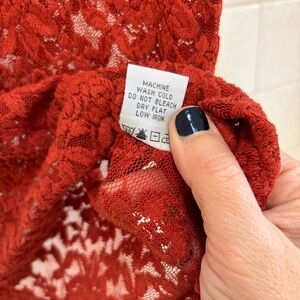 MACHINE
WASH COLD
DO NOT BLEACH
DRY FLAT
LOW IRON